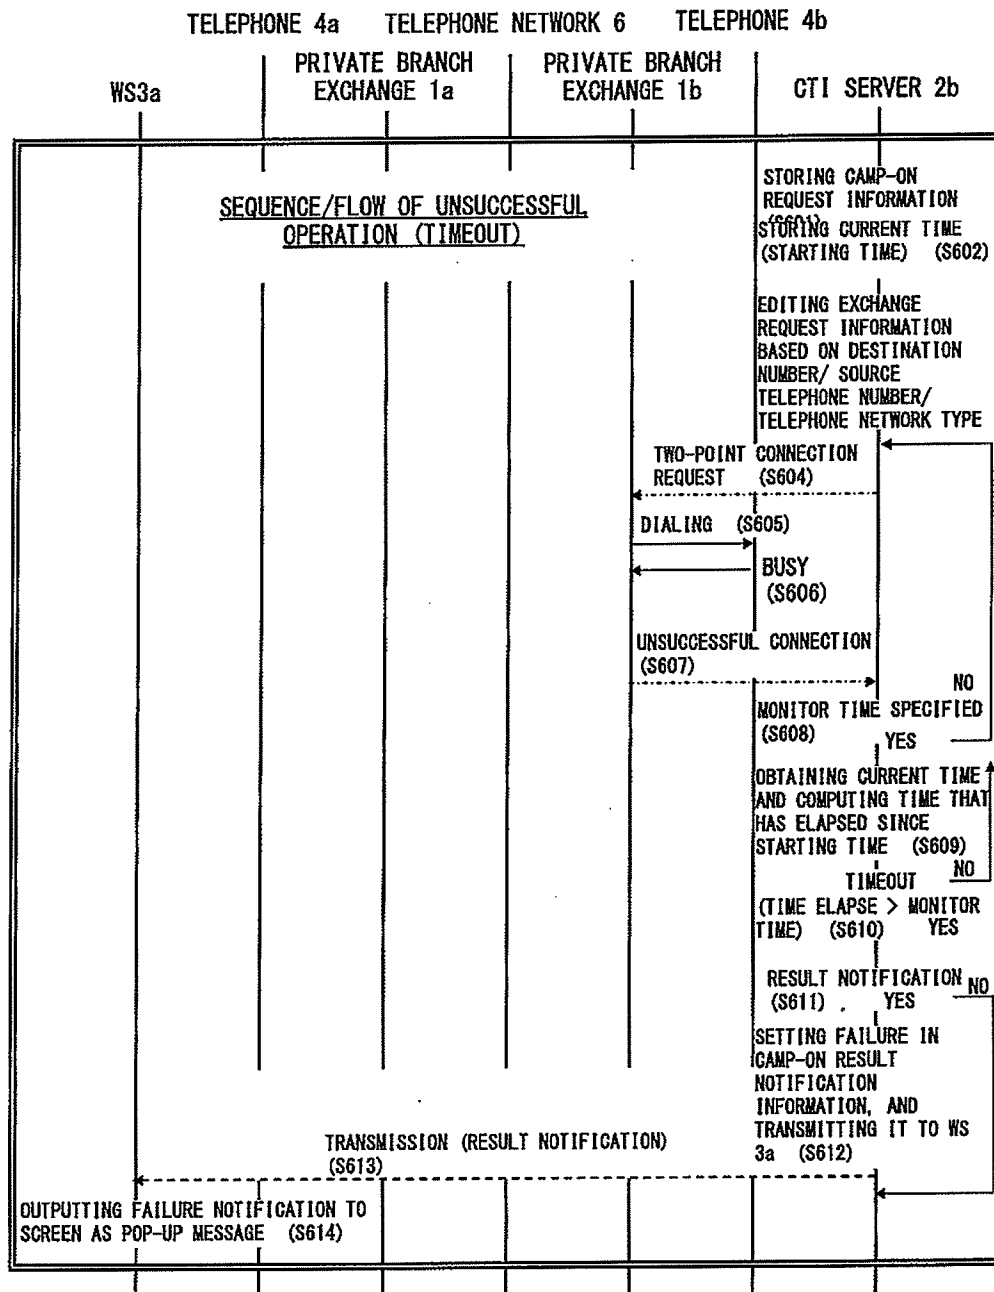 TELEPHONE 4a TELEPHONE NETWORK 6 TELEPHONE 4b
WS3a
PRIVATE BRANCH
EXCHANGE 1a
PRIVATE BRANCH
EXCHANGE 1b
CTI SERVER 2b
SEQUENCE/FLOW OF UNSUCCESSFUL
OPERATION (TIMEOUT)
STORING CAMP-ON
REQUEST INFORMATION
(S601)
STORING CURRENT TIME
(STARTING TIME) (S602)
EDITING EXCHANGE
REQUEST INFORMATION
BASED ON DESTINATION
NUMBER/ SOURCE
TELEPHONE NUMBER/
TELEPHONE NETWORK TYPE
TWO-POINT CONNECTION
REQUEST (S604)
DIALING (S605)
BUSY
(S606)
UNSUCCESSFUL CONNECTION
(S607)
NO
MONITOR TIME SPECIFIED
(S608) YES
OBTAINING CURRENT TIME
AND COMPUTING TIME THAT
HAS ELAPSED SINCE
STARTING TIME (S609)
TIMEOUT NO
(TIME ELAPSE > MONITOR
TIME) (S610) YES
RESULT NOTIFICATION NO
(S611) YES
SETTING FAILURE IN
CAMP-ON RESULT
NOTIFICATION
INFORMATION, AND
TRANSMITTING IT TO WS
3a (S612)
TRANSMISSION (RESULT NOTIFICATION)
(S613)
OUTPUTTING FAILURE NOTIFICATION TO
SCREEN AS POP-UP MESSAGE (S614)